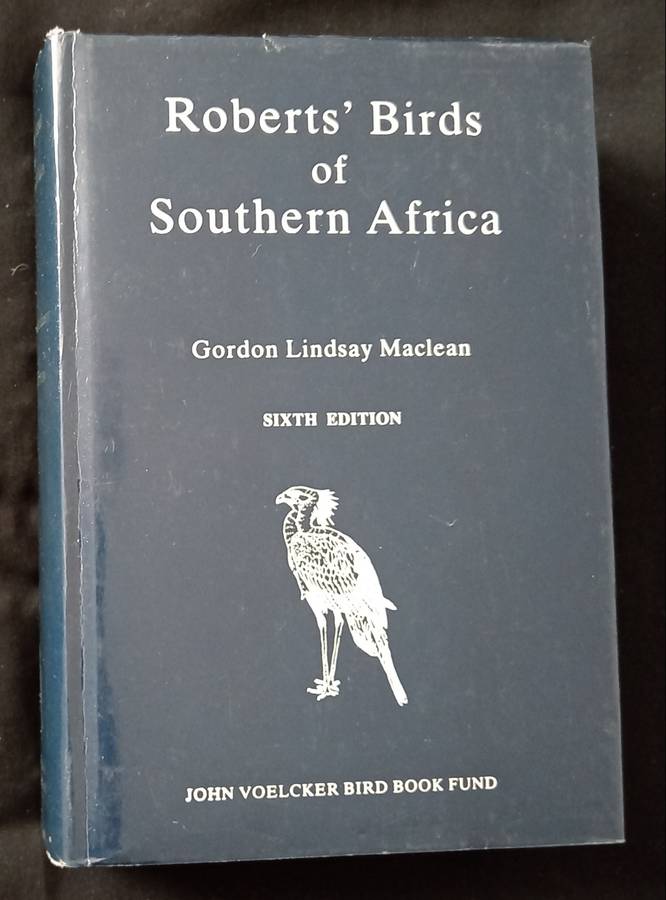 Roberts' Birds
of
Southern Africa
Gordon Lindsay Maclean
SIXTH EDITION
JOHN VOELCKER BIRD BOOK FUND